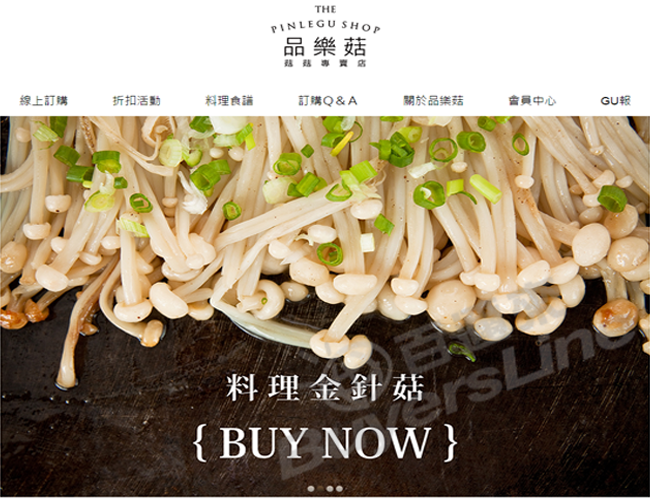 THE
PINLEGU SHOP
品樂菇
菇菇專賣店
線上訂購 折扣活動 料理食譜 訂購Q&A 關於品樂菇 會員中心 GU報
料理金針菇
{ BUY NOW }
BuyersLine